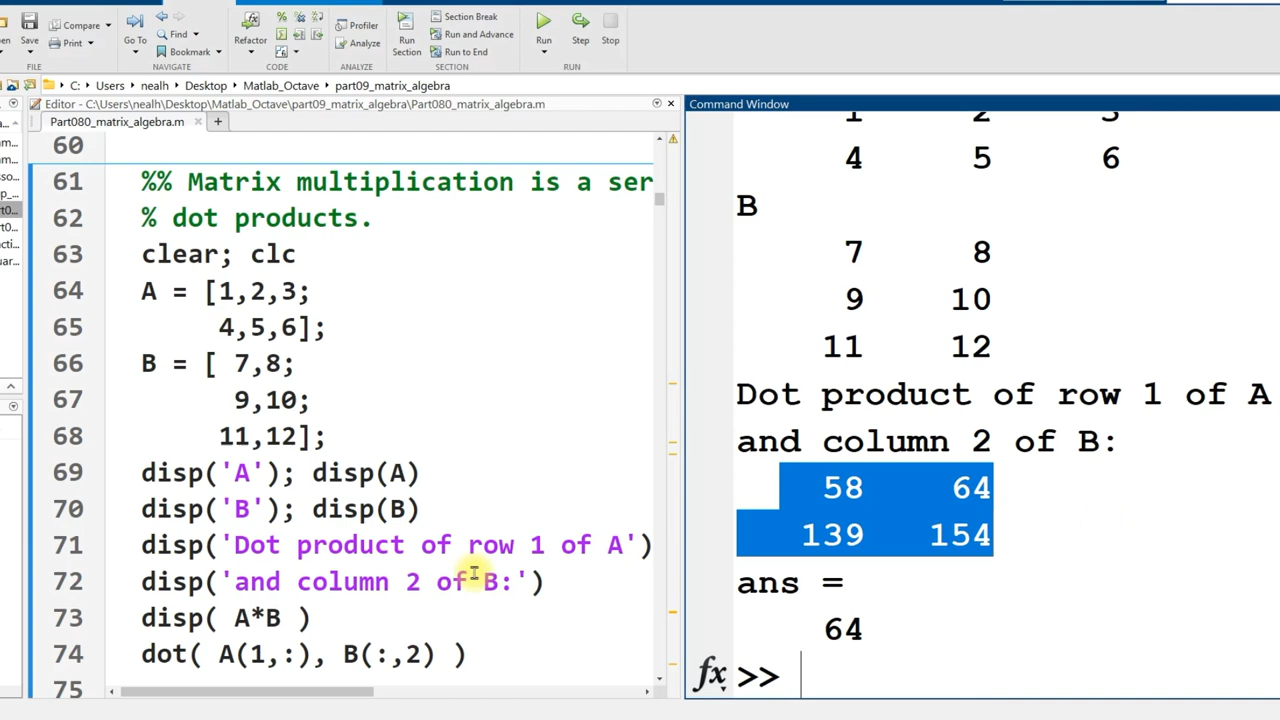 Compare
Section Break
Profiler
Find
Run and Advance
Save
Print
Go To
Bookmark
Refactor
Analyze
Run
Section
Run to End
Run
Step
Stop
FILE
NAVIGATE
CODE
ANALYZE
SECTION
RUN
C: Users nealh Desktop Matlab_Octave part09_matrix_algebra
Editor - C:\Users\nealh\Desktop\Matlab_Octave\part09_matrix_algebra\Part080_matrix_algebra.m
Part080_matrix_algebra.m
60
61 %% Matrix multiplication is a ser
62 % dot products.
63 clear; clc
64 A = [1,2,3;
65 4,5,6];
66 B = [ 7,8;
67 9,10;
68 11,12];
69 disp('A'); disp(A)
70 disp('B'); disp(B)
71 disp('Dot product of row 1 of A')
72 disp('and column 2 of B:')
73 disp( A*B )
74 dot( A(1,:), B(:,2) )
75
Command Window
1 2 3
4 5 6
B
7 8
9 10
11 12
Dot product of row 1 of A
and column 2 of B:
58 64
139 154
ans =
64
fx >>